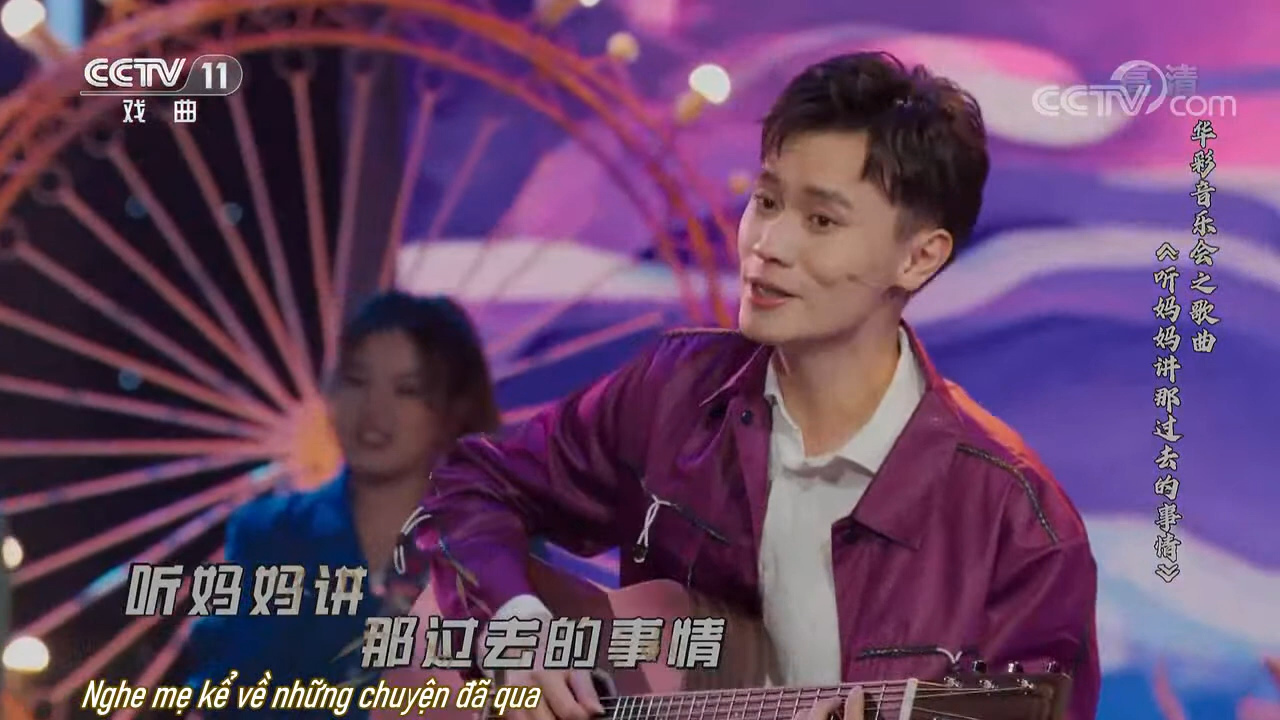 CCTV 11
戏曲
高清
CCTV.com
华彩音乐会之歌曲
《听妈妈讲那过去的事情》
听妈妈讲
那过去的事情
Nghe mẹ kể về những chuyện đã qua